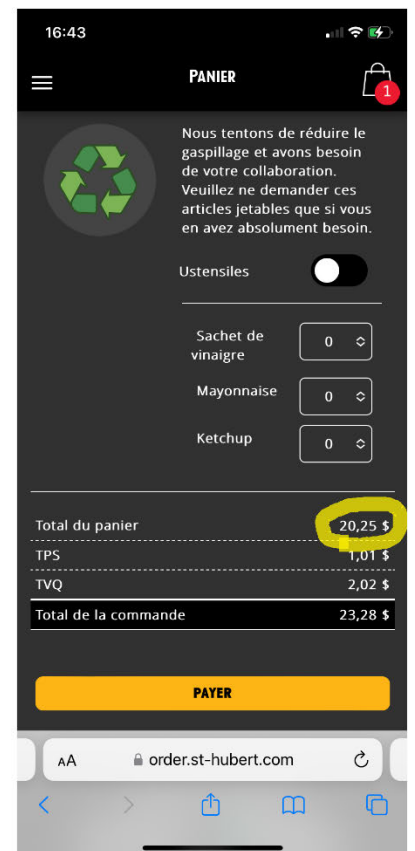 16:43
PANIER
1
Nous tentons de réduire le
gaspillage et avons besoin
de votre collaboration.
Veuillez ne demander ces
articles jetables que si vous
en avez absolument besoin.
Ustensiles
Sachet de
vinaigre
0
Mayonnaise
0
Ketchup
0
Total du panier 20,25 $
TPS 1,01 $
TVQ 2,02 $
Total de la commande 23,28 $
PAYER
AA order.st-hubert.com